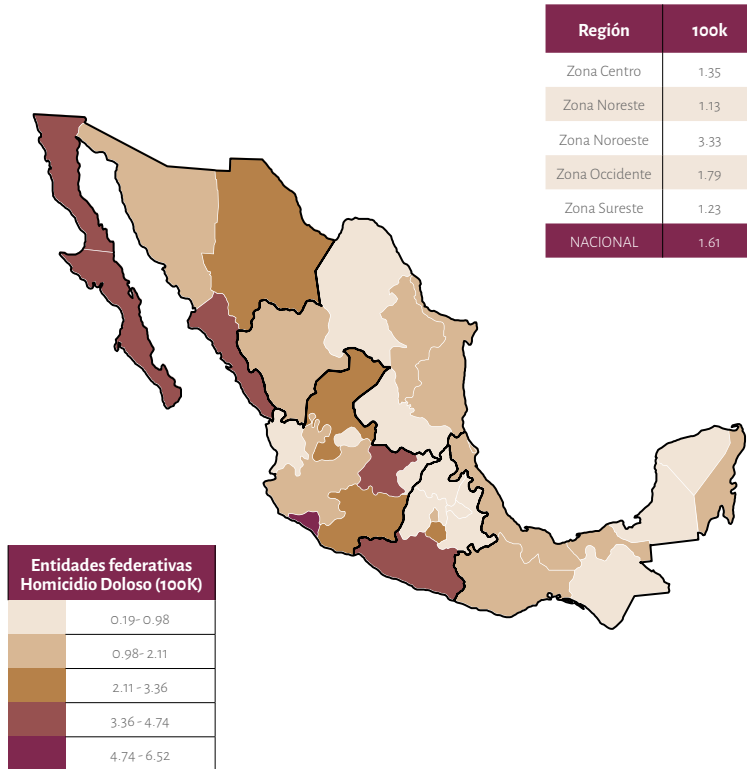 Región 100k
Zona Centro 1.35
Zona Noreste 1.13
Zona Noroeste 3.33
Zona Occidente 1.79
Zona Sureste 1.23
NACIONAL 1.61
Entidades federativas
Homicidio Doloso (100K)
0.19- 0.98
0.98- 2.11
2.11 - 3.36
3.36 - 4.74
4.74 - 6.52